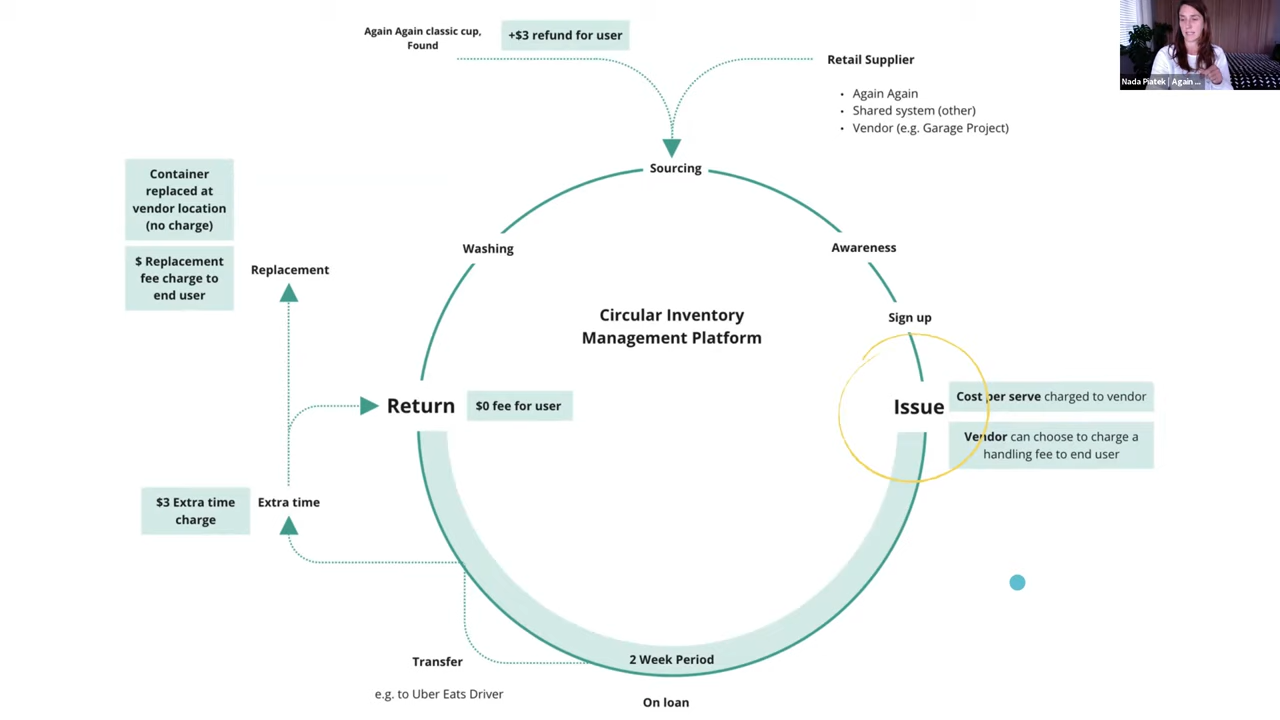 Again Again classic cup,
Found
+$3 refund for user
Retail Supplier
• Again Again
• Shared system (other)
• Vendor (e.g. Garage Project)
Nada Piatek | Again ...
Sourcing
Container
replaced at
vendor location
(no charge)
$ Replacement
fee charge to
end user
Replacement
Washing
Awareness
Sign up
Circular Inventory
Management Platform
Return
$0 fee for user
Issue
Cost per serve charged to vendor
Vendor can choose to charge a
handling fee to end user
$3 Extra time
charge
Extra time
Transfer
e.g. to Uber Eats Driver
2 Week Period
On loan